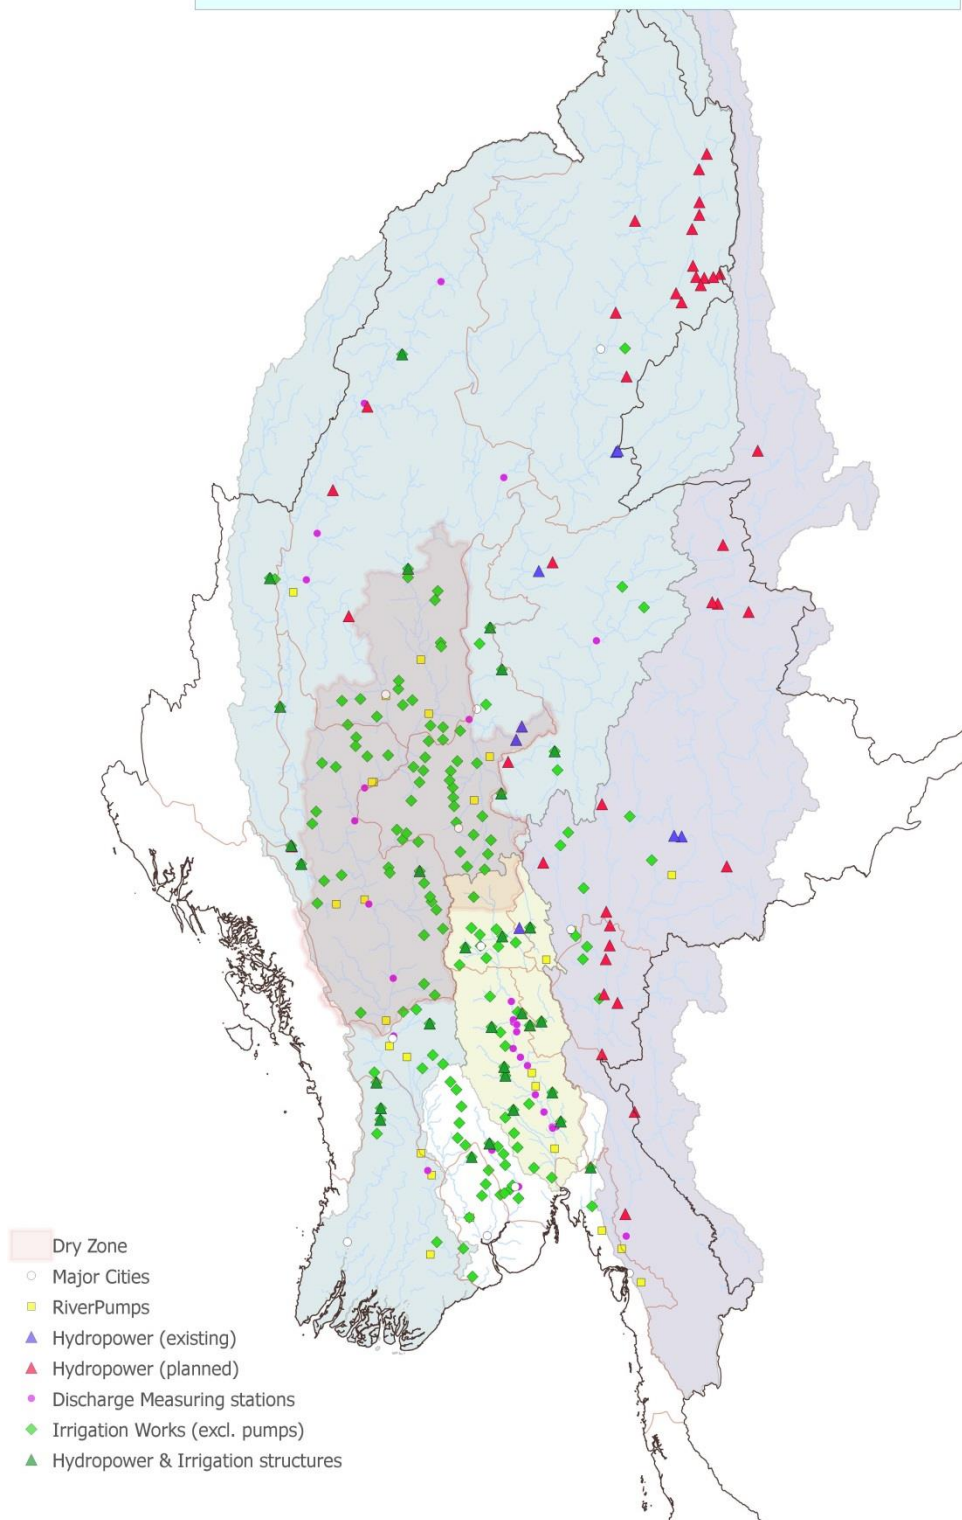 Dry Zone
Major Cities
RiverPumps
Hydropower (existing)
Hydropower (planned)
Discharge Measuring stations
Irrigation Works (excl. pumps)
Hydropower & Irrigation structures